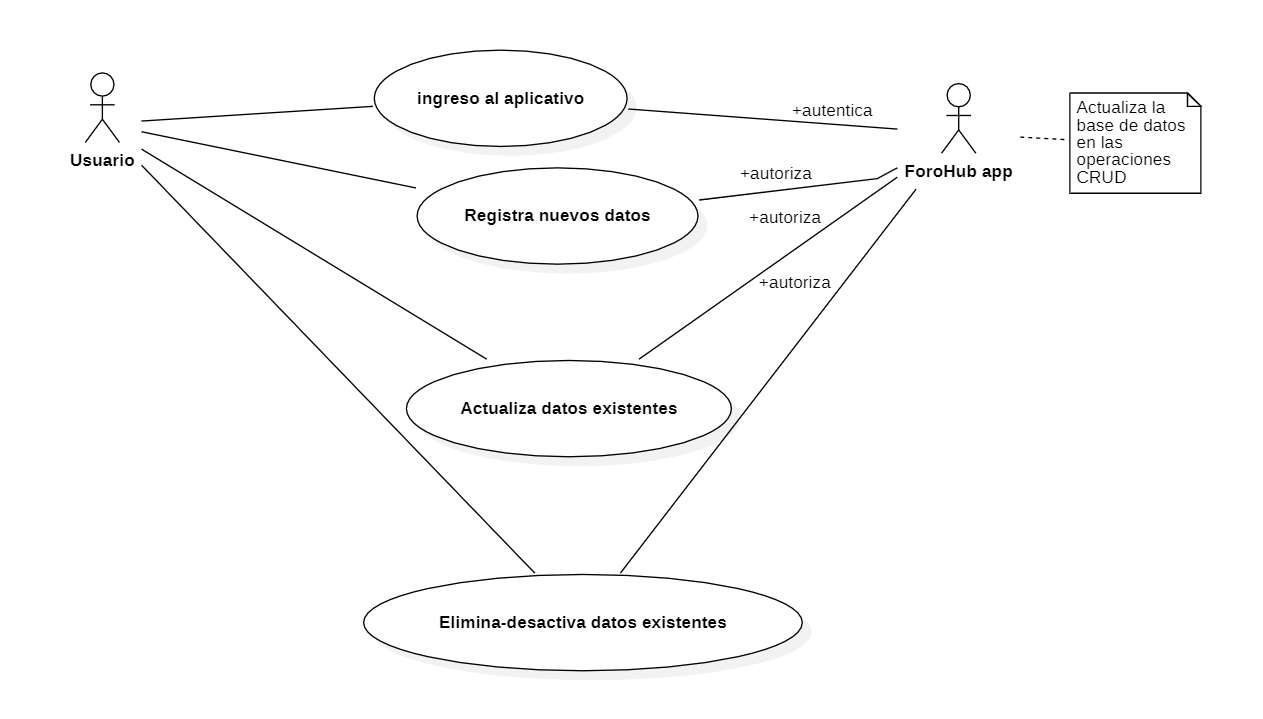 ingreso al aplicativo
+autentica
Usuario
ForoHub app
Actualiza la
base de datos
en las
operaciones
CRUD
+autoriza
Registra nuevos datos
+autoriza
+autoriza
Actualiza datos existentes
Elimina-desactiva datos existentes